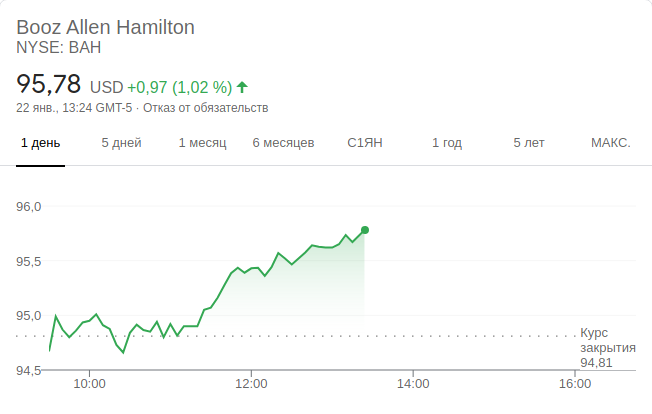 Booz Allen Hamilton
NYSE: BAH
95,78 USD +0,97 (1,02 %)
22 янв., 13:24 GMT-5 · Отказ от обязательств
1 день 5 дней 1 месяц 6 месяцев С1ЯН 1 год 5 лет МАКС.
96,0
95,5
95,0
94,5
Курс
закрытия
94,81
10:00 12:00 14:00 16:00